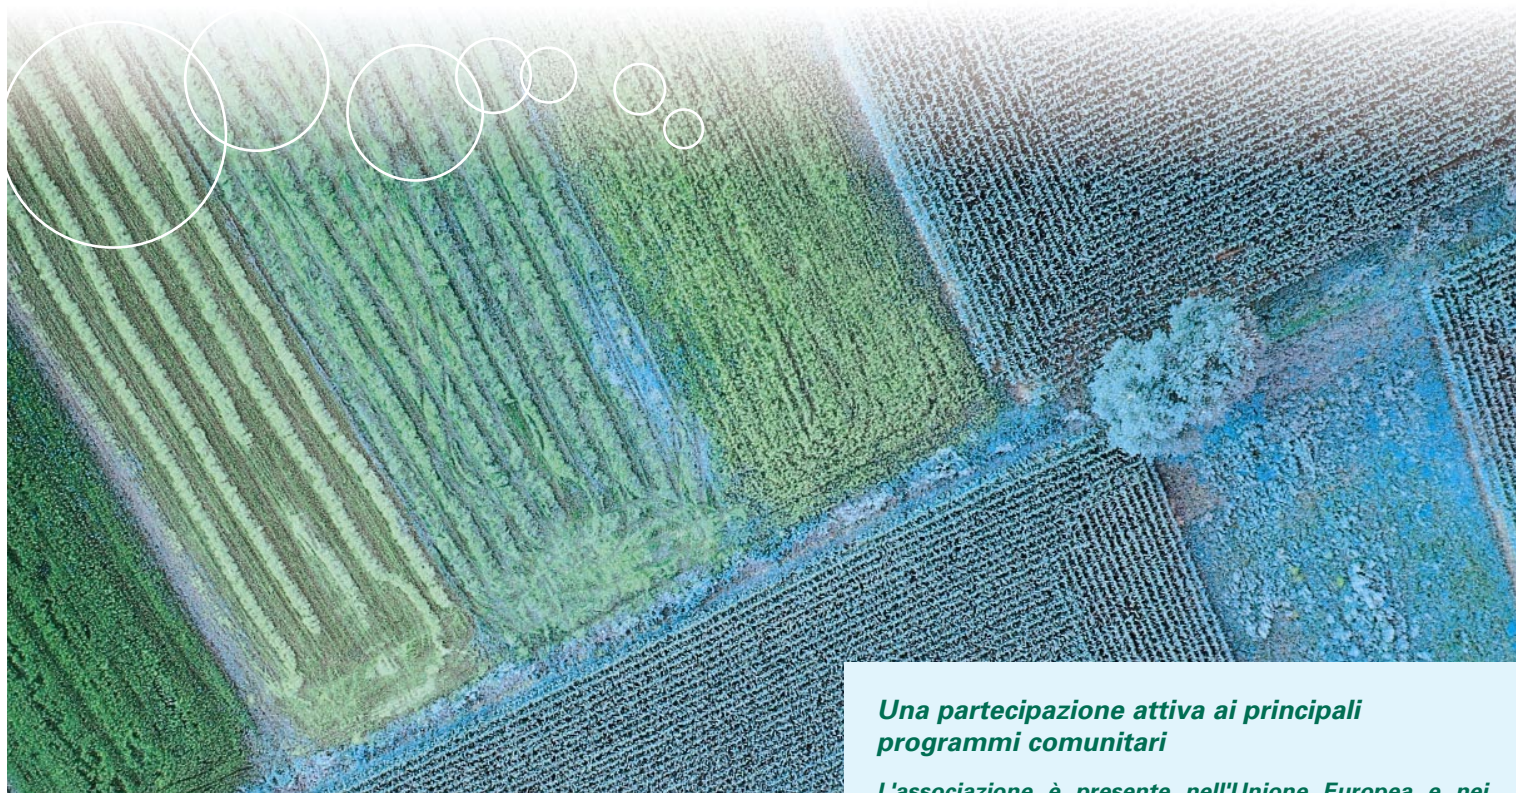 Una partecipazione attiva ai principali
programmi comunitari
L'associazione è presente nell'Unione Europea e nei